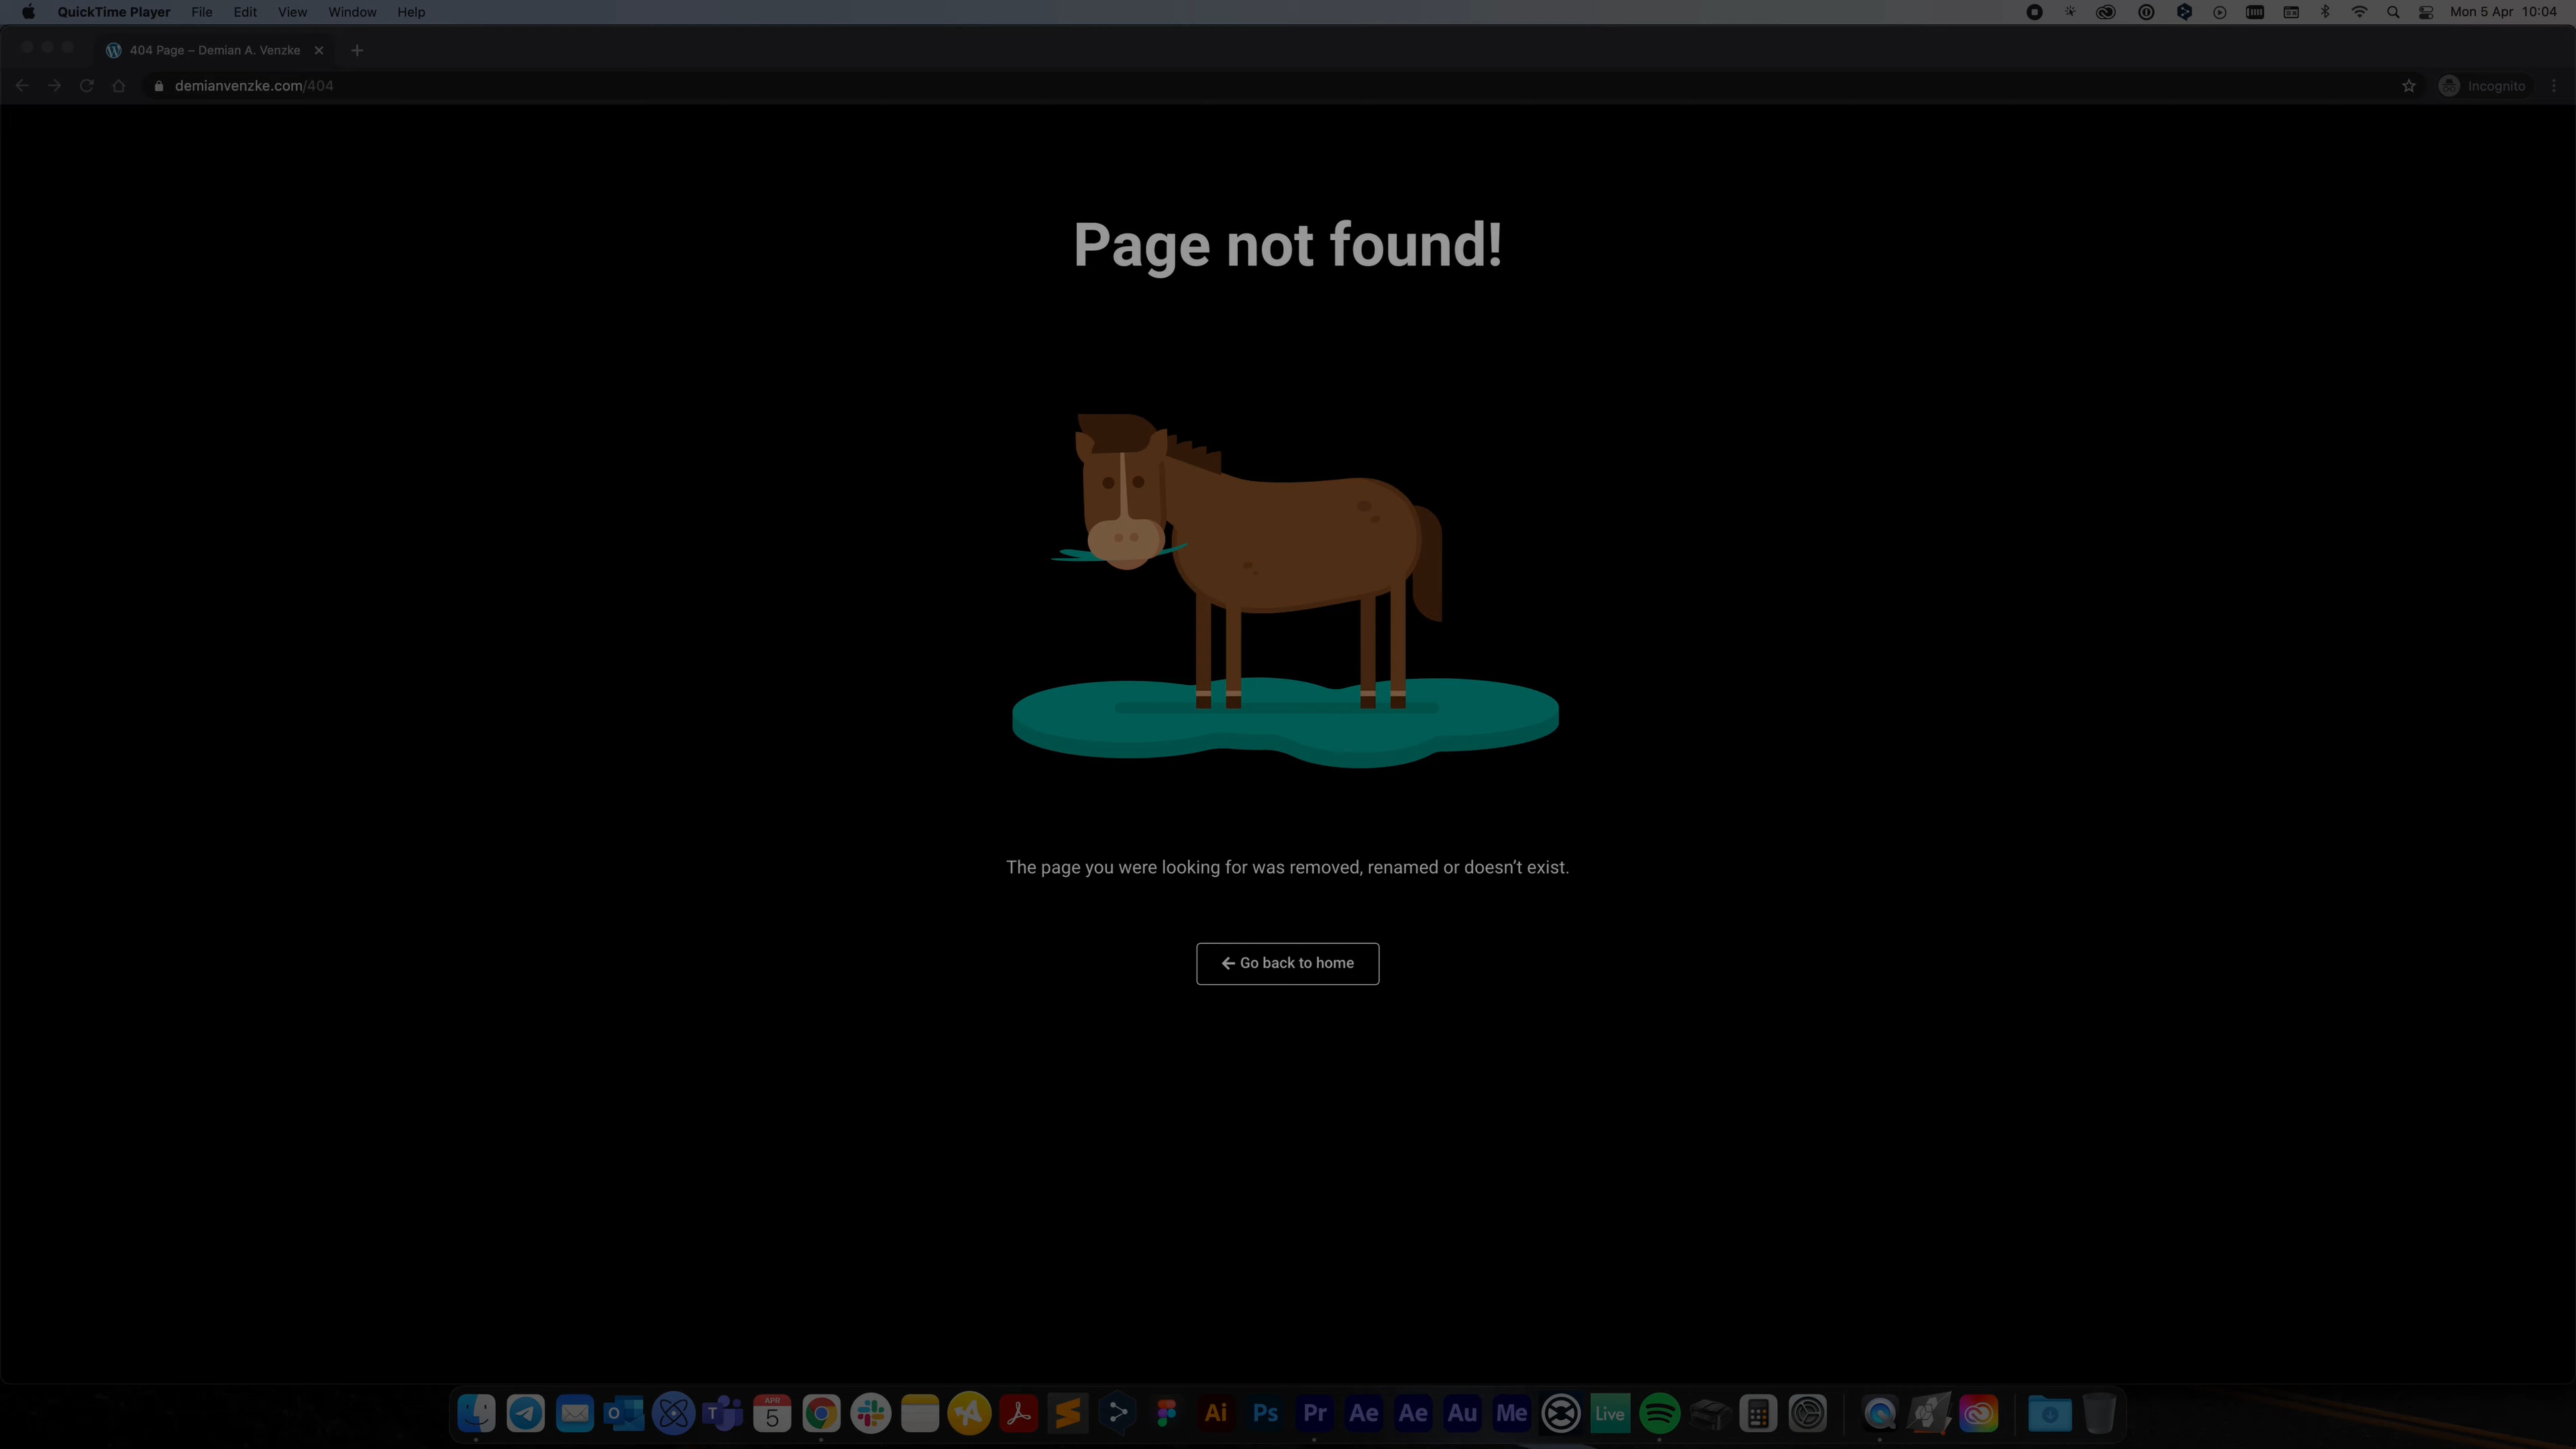 QuickTime Player File Edit View Window Help Mon 5 Apr 10:04
404 Page – Demian A. Venzke
demianvenzke.com/404 Incognito
Page not found!
The page you were looking for was removed, renamed or doesn’t exist.
Go back to home
APR
5
Ai Ps Pr Ae Ae Au Me Live